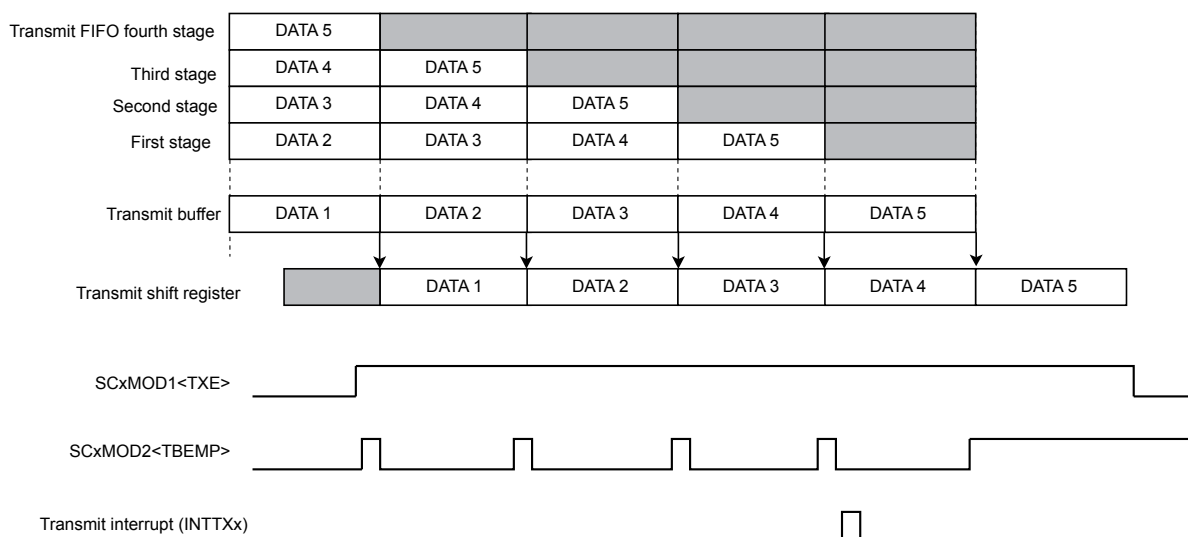 Transmit FIFO fourth stage DATA 5
Third stage DATA 4 DATA 5
Second stage DATA 3 DATA 4 DATA 5
First stage DATA 2 DATA 3 DATA 4 DATA 5
Transmit buffer DATA 1 DATA 2 DATA 3 DATA 4 DATA 5
Transmit shift register DATA 1 DATA 2 DATA 3 DATA 4 DATA 5
SCxMOD1<TXE>
SCxMOD2<TBEMP>
Transmit interrupt (INTTXx)